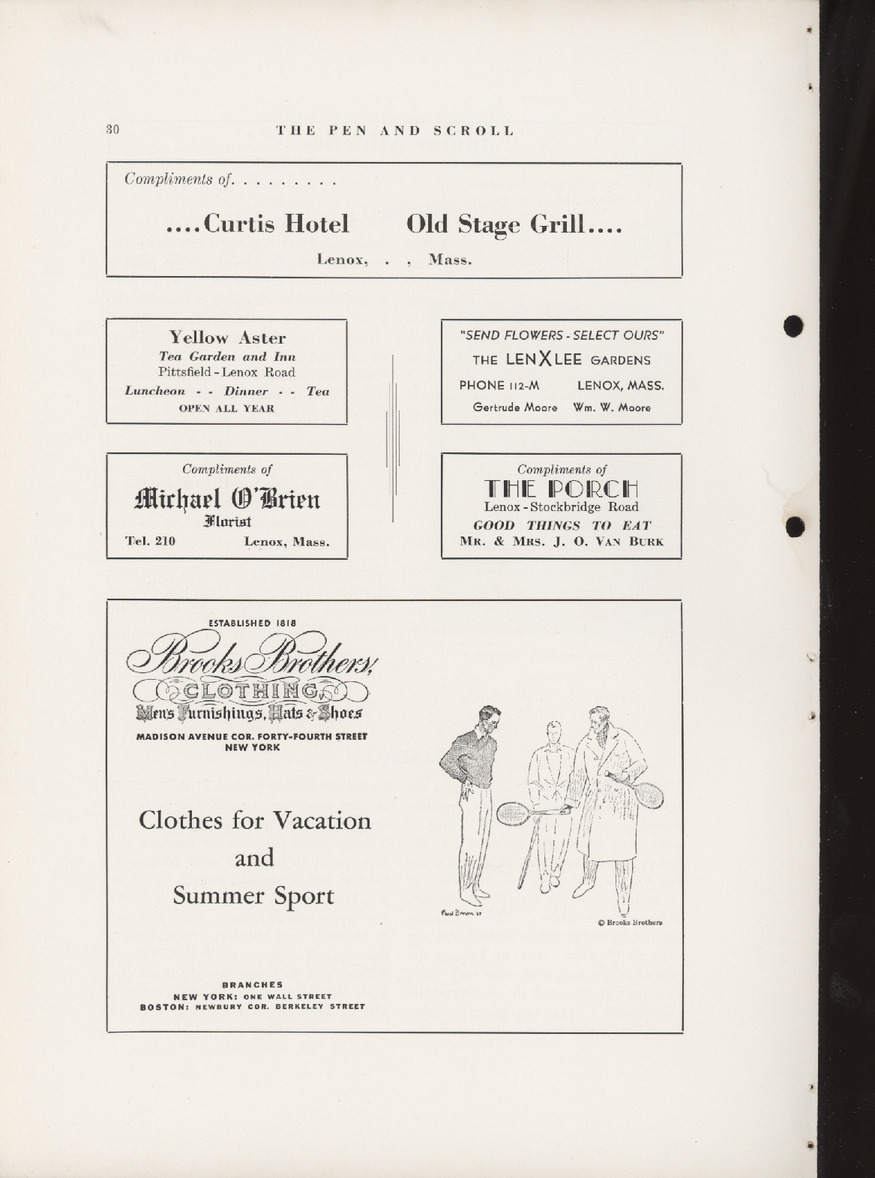 30
THE PEN AND SCROLL
Compliments of. . . . . . . . .
....Curtis Hotel Old Stage Grill....
Lenox, . , Mass.
Yellow Aster
Tea Garden and Inn
Pittsfield - Lenox Road
Luncheon - - Dinner - - Tea
OPEN ALL YEAR
"SEND FLOWERS - SELECT OURS"
THE LENXLEE GARDENS
PHONE 112-M LENOX, MASS.
Gertrude Moore Wm. W. Moore
Compliments of
Michael O'Brien
Florist
Tel. 210 Lenox, Mass.
Compliments of
THE PORCH
Lenox - Stockbridge Road
GOOD THINGS TO EAT
MR. & MRS. J. O. VAN BURK
ESTABLISHED 1818
Brooks Brothers,
CLOTHING,
Men's Furnishings, Hats & Shoes
MADISON AVENUE COR. FORTY-FOURTH STREET
NEW YORK
Clothes for Vacation
and
Summer Sport
Paul Brown
© Brooks Brothers
BRANCHES
NEW YORK: ONE WALL STREET
BOSTON: NEWBURY COR. BERKELEY STREET